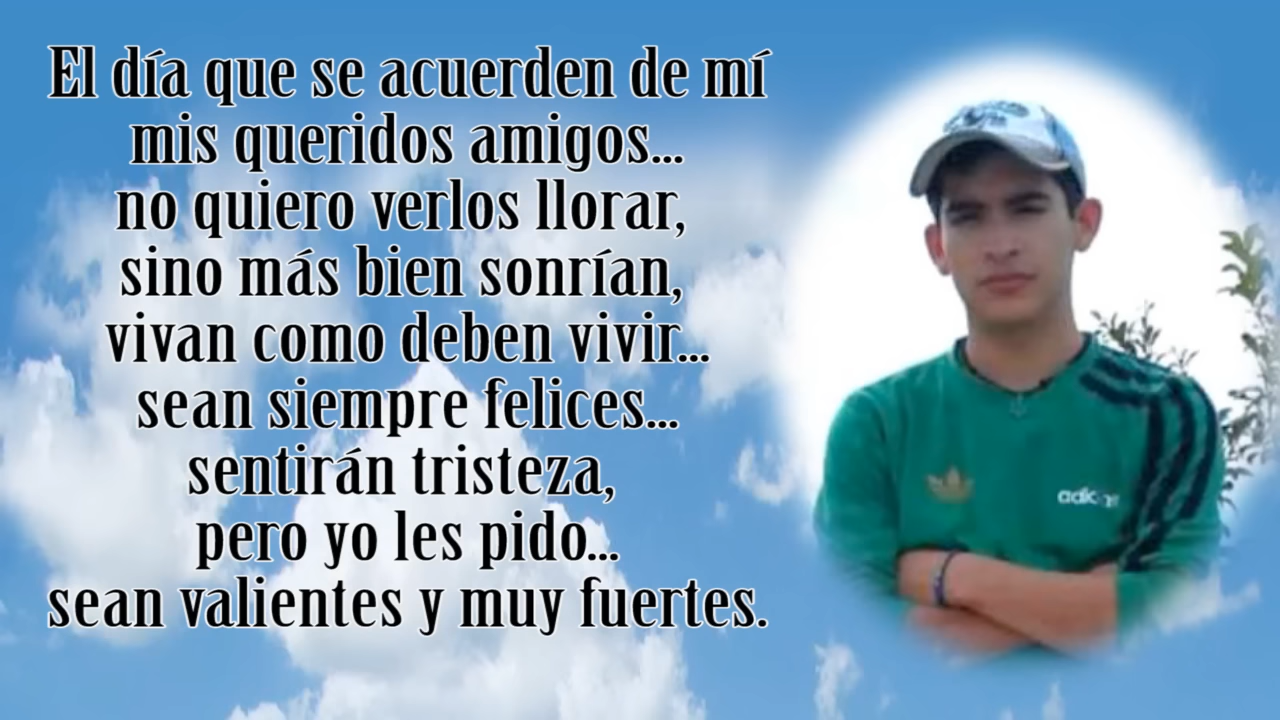 El día que se acuerden de mí
mis queridos amigos...
no quiero verlos llorar,
sino más bien sonrían,
vivan como deben vivir...
sean siempre felices...
sentirán tristeza,
pero yo les pido...
sean valientes y muy fuertes.
adidas